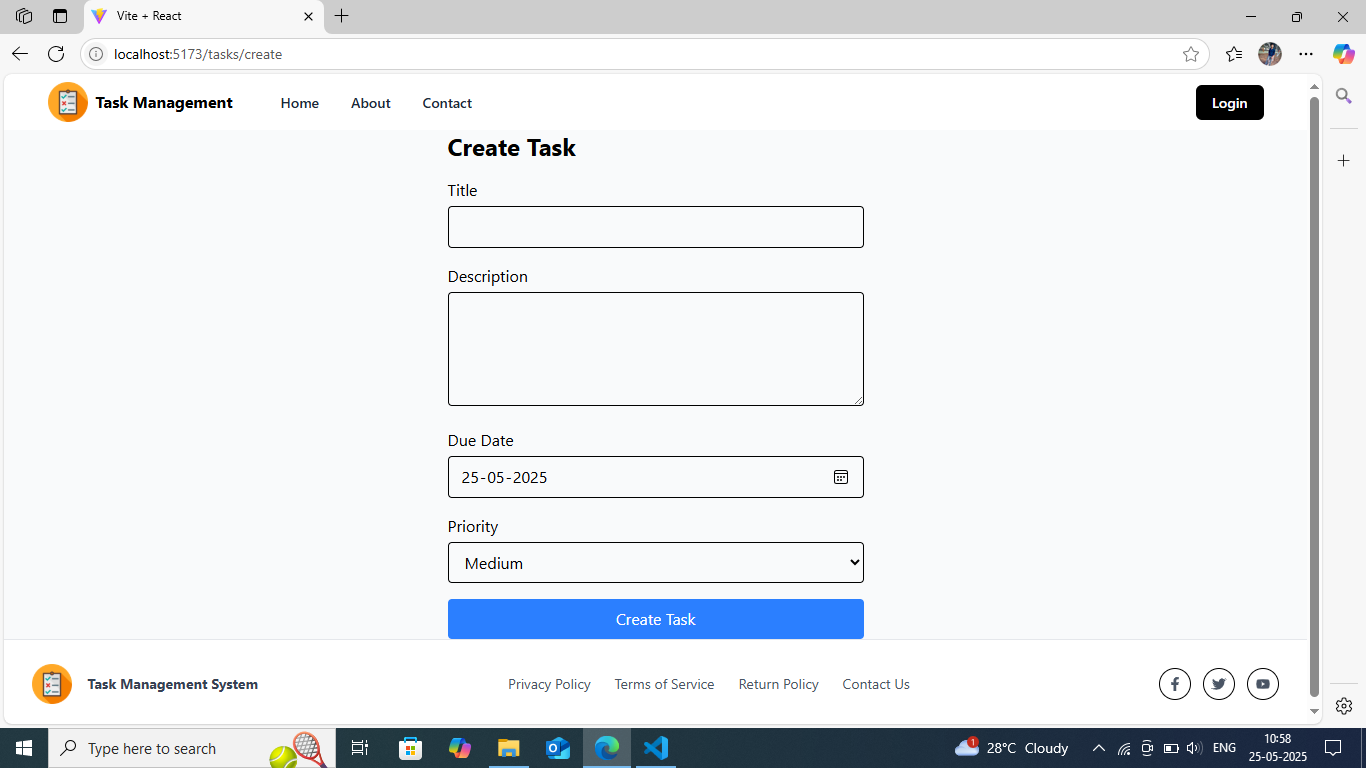 Vite + React
localhost:5173/tasks/create
Task Management Home About Contact Login
Create Task
Title
Description
Due Date
25-05-2025
Priority
Medium
Create Task
Task Management System Privacy Policy Terms of Service Return Policy Contact Us
Type here to search 1 28°C Cloudy ENG 10:58
25-05-2025